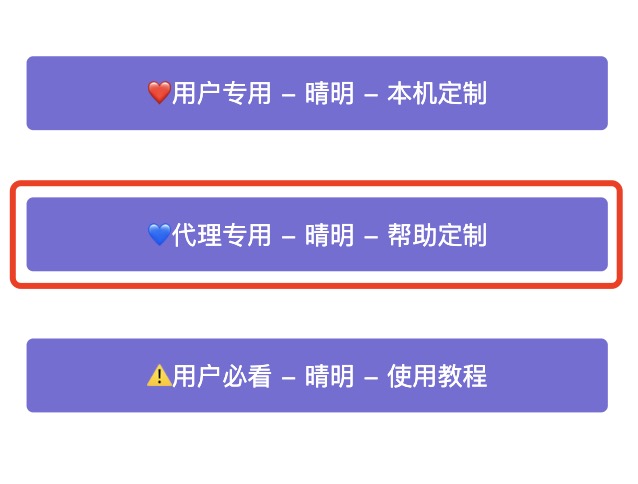 ❤️用户专用 – 晴明 – 本机定制
💙代理专用 – 晴明 – 帮助定制
⚠️用户必看 – 晴明 – 使用教程